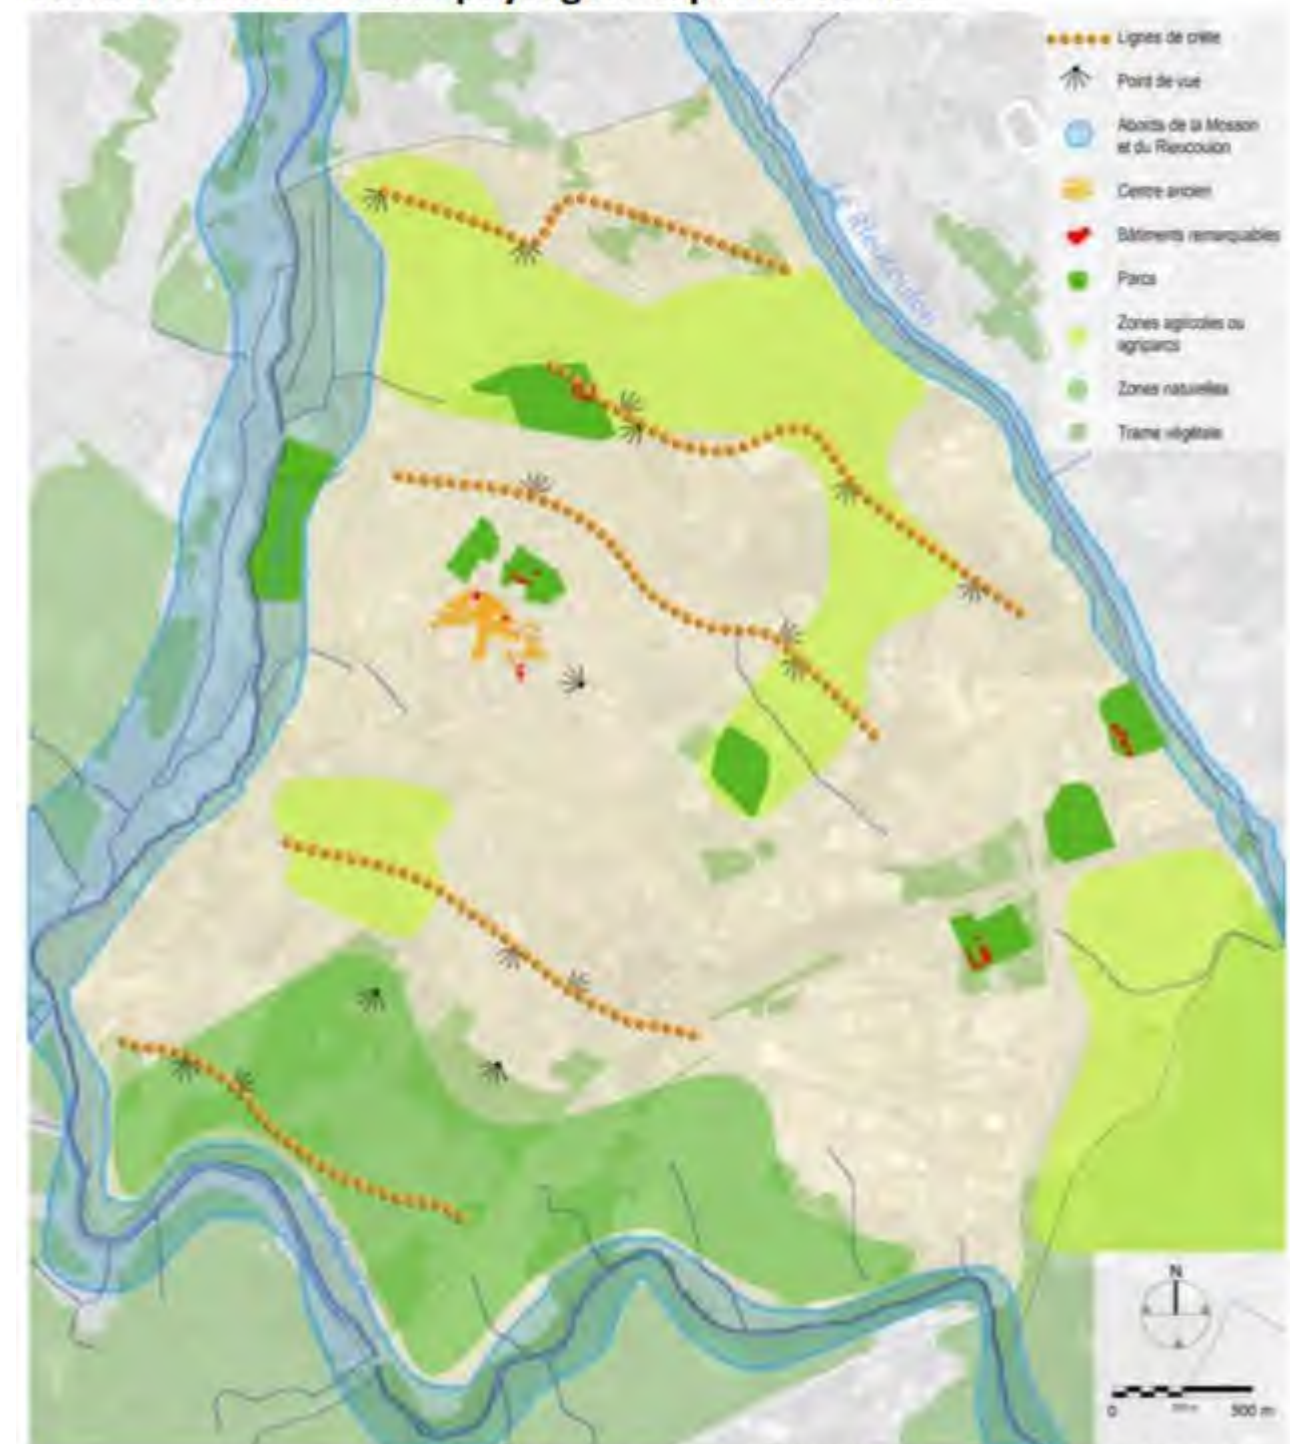 Lignes de crête
Point de vue
Abords de la Mosson
et du Rieucoulon
Centre ancien
Bâtiments remarquables
Parcs
Zones agricoles ou
agriparcs
Zones naturelles
Trame végétale
Le Rieucoulon
N
0
500 m